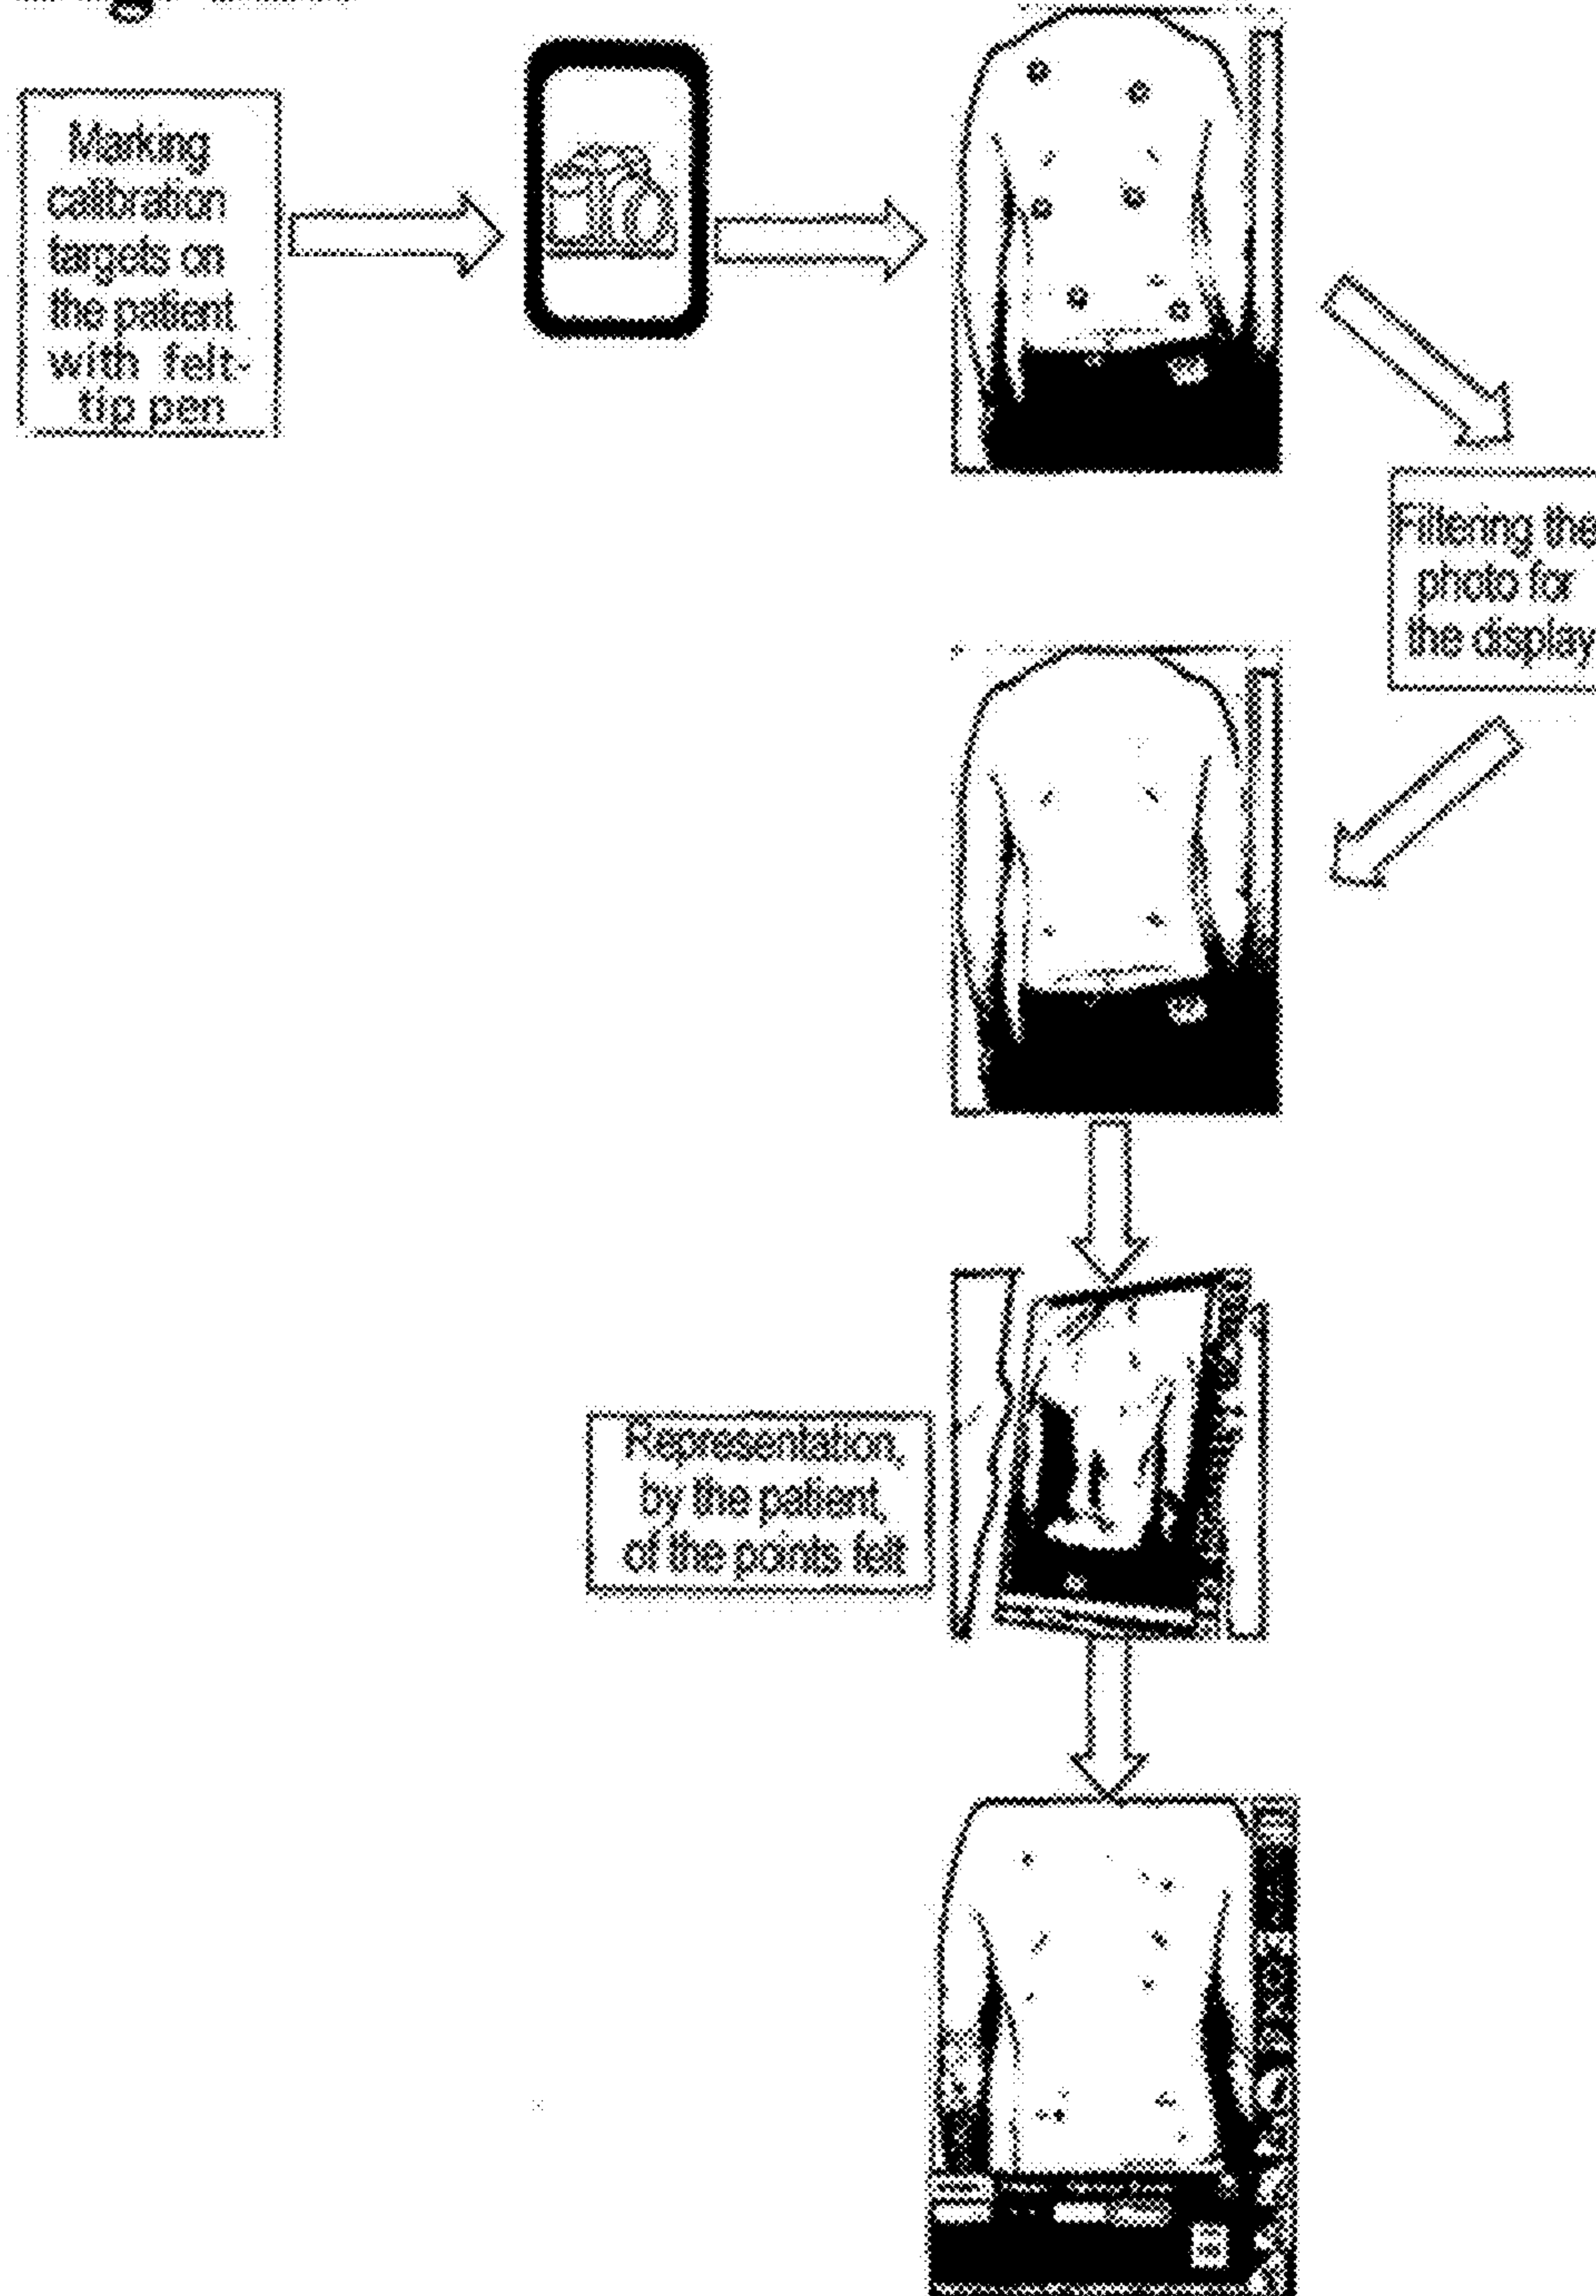 Marking
calibration
targets on
the patient
with felt-
tip pen
Filtering the
photo for
the display
Representation,
by the patient,
of the points felt